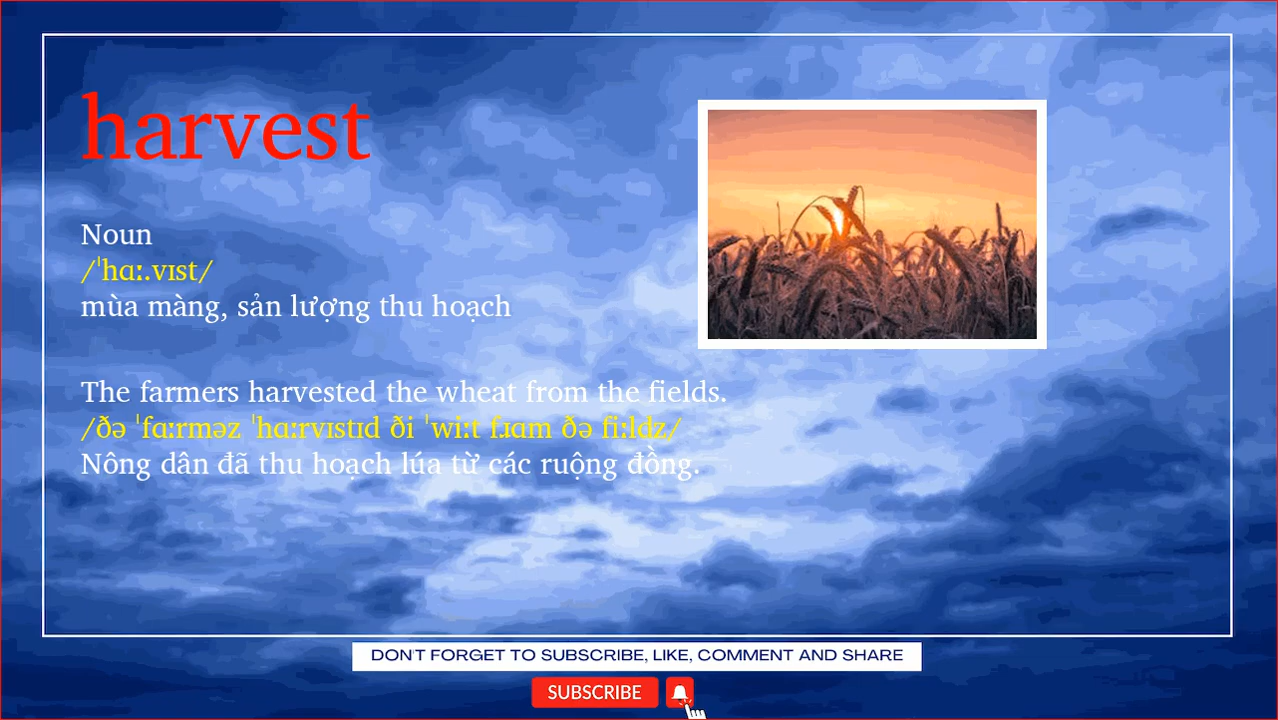 harvest
Noun
/ˈhɑː.vɪst/
mùa màng, sản lượng thu hoạch
The farmers harvested the wheat from the fields.
/ðə ˈfɑːrməz ˈhɑːrvɪstɪd ði ˈwiːt fɹɑm ðə fiːldz/
Nông dân đã thu hoạch lúa từ các ruộng đồng.
DON'T FORGET TO SUBSCRIBE, LIKE, COMMENT AND SHARE
SUBSCRIBE